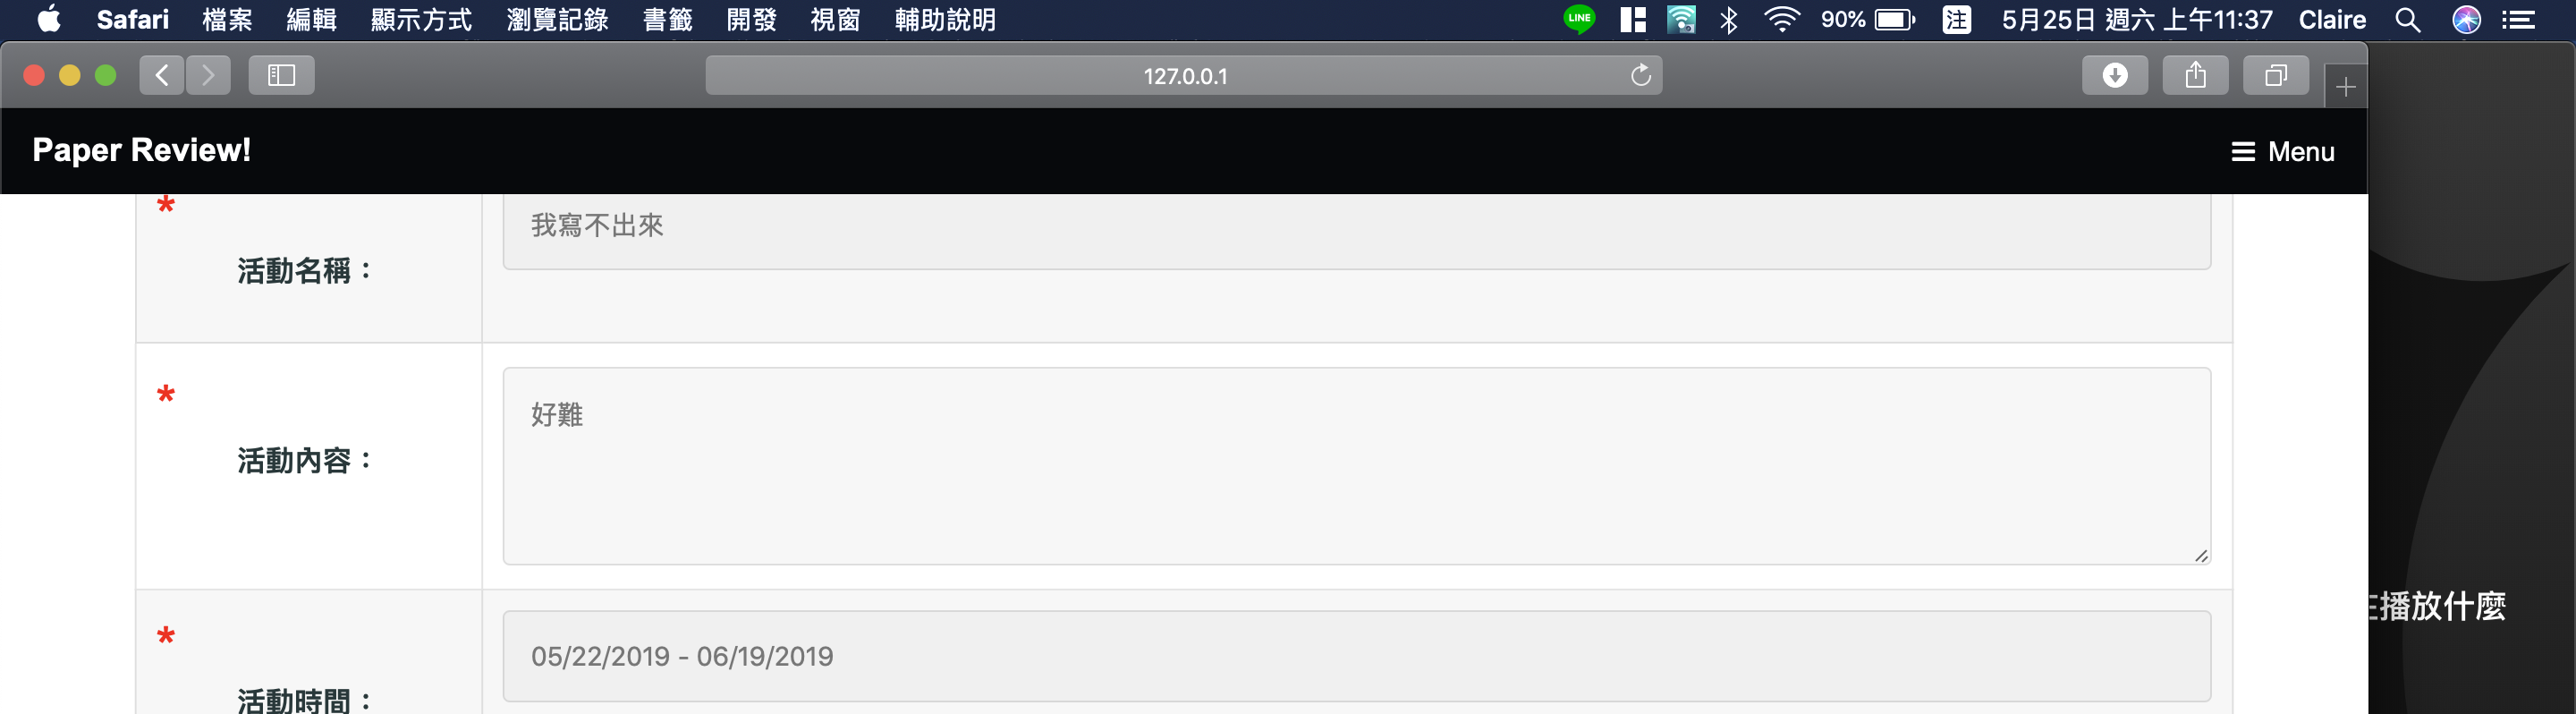 Safari 檔案 編輯 顯示方式 瀏覽記錄 書籤 開發 視窗 輔助說明 LINE 90% 注 5月25日 週六 上午11:37 Claire
127.0.0.1
Paper Review! Menu
*
我寫不出來
活動名稱：
*
好難
活動內容：
播放什麼
*
05/22/2019 - 06/19/2019
活動時間：